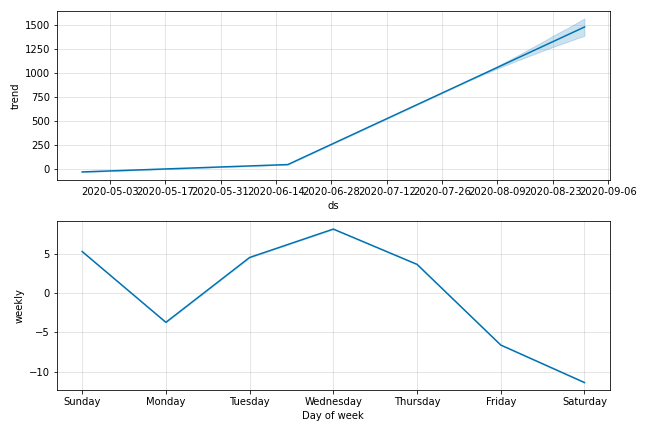 1500
1250
1000
750
500
250
0
trend
2020-05-03 2020-05-17 2020-05-31 2020-06-14 2020-06-28 2020-07-12 2020-07-26 2020-08-09 2020-08-23 2020-09-06
ds
5
0
−5
−10
weekly
Sunday Monday Tuesday Wednesday Thursday Friday Saturday
Day of week